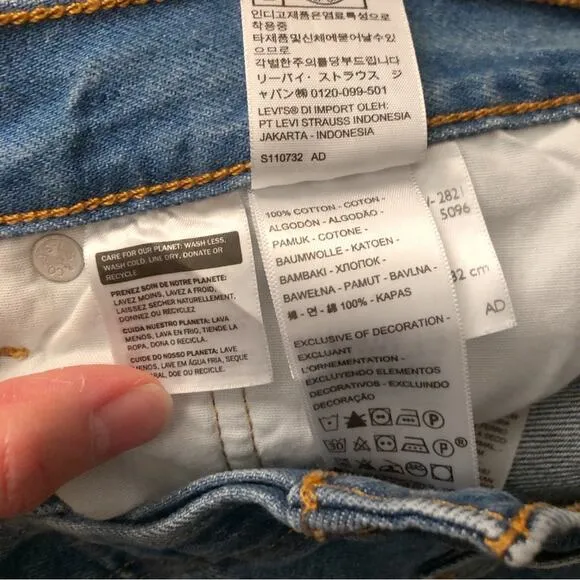 인디고제품은염료특성으로
착용중
타제품및신체에묻어날수있
으므로
각별한주의를당부드립니다
リーバイ・ストラウス ジ
ャパン㈱ 0120-099-501
LEVI'S® DI IMPORT OLEH:
PT LEVI STRAUSS INDONESIA
JAKARTA - INDONESIA
S110732 AD
CARE FOR OUR PLANET: WASH LESS,
WASH COLD, LINE DRY, DONATE OR
RECYCLE
PRENEZ SOIN DE NOTRE PLANETE:
LAVEZ MOINS, LAVEZ A FROID,
LAISSEZ SECHER NATURELLEMENT,
DONNEZ OU RECYCLEZ
CUIDA NUESTRO PLANETA: LAVA
MENOS, LAVA EN FRIO, TIENDE LA
ROPA, DONA O RECICLA.
CUIDE DO NOSSO PLANETA: LAVE
MENOS, LAVE EM ÁGUA FRIA, SEQUE
RAL, DOE OU RECICLE.
100% COTTON - COTON -
ALGODÓN - ALGODÃO -
PAMUK - COTONE -
BAUMWOLLE - KATOEN -
BAMBAKI - ХЛОПОК -
BAWEŁNA - PAMUT - BAVLNA -
綿 - 면 - 棉 100% - KAPAS
EXCLUSIVE OF DECORATION -
EXCLUANT
L'ORNEMENTATION -
EXCLUYENDO ELEMENTOS
DECORATIVOS - EXCLUINDO
DECORAÇÃO
2821
5096
32 cm
AD